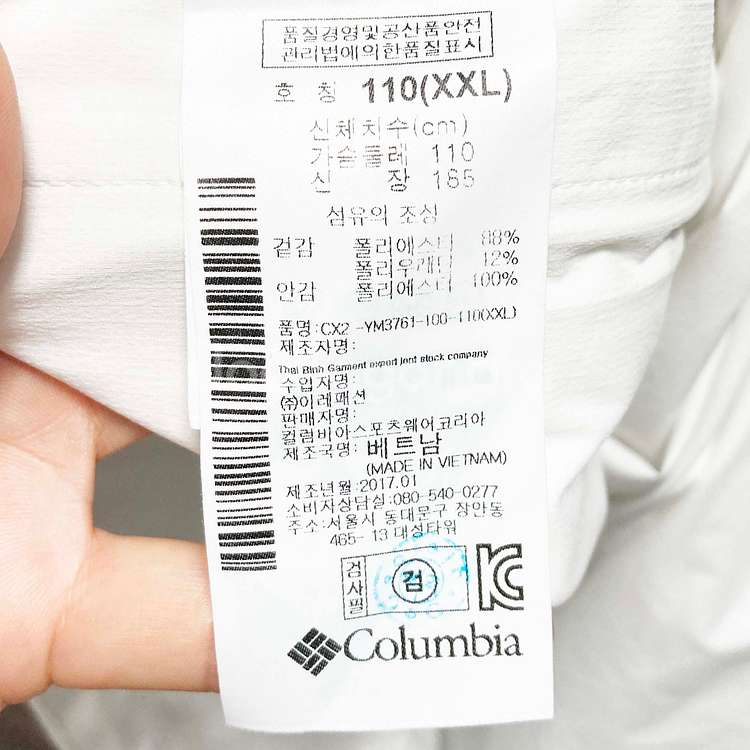 품질경영및공산품안전
관리법에의한품질표시
호 칭 110(XXL)
신체치수(cm)
가슴둘레 110
신 장 185
섬유의 조성
겉감 폴리에스터 88%
폴리우레탄 12%
안감 폴리에스터 100%
품명:CX2-YM3761-100-110(XXL)
제조자명:
Thai Binh Garment export jont stock company
수입자명:
㈜이레패션
판매자명:
컬럼비아스포츠웨어코리아
제조국명: 베트남
(MADE IN VIETNAM)
제조년월:2017.01
소비자상담실:080-540-0277
주소:서울시 동대문구 장안동
465-13 대성타워
검사필
검
KC
Columbia